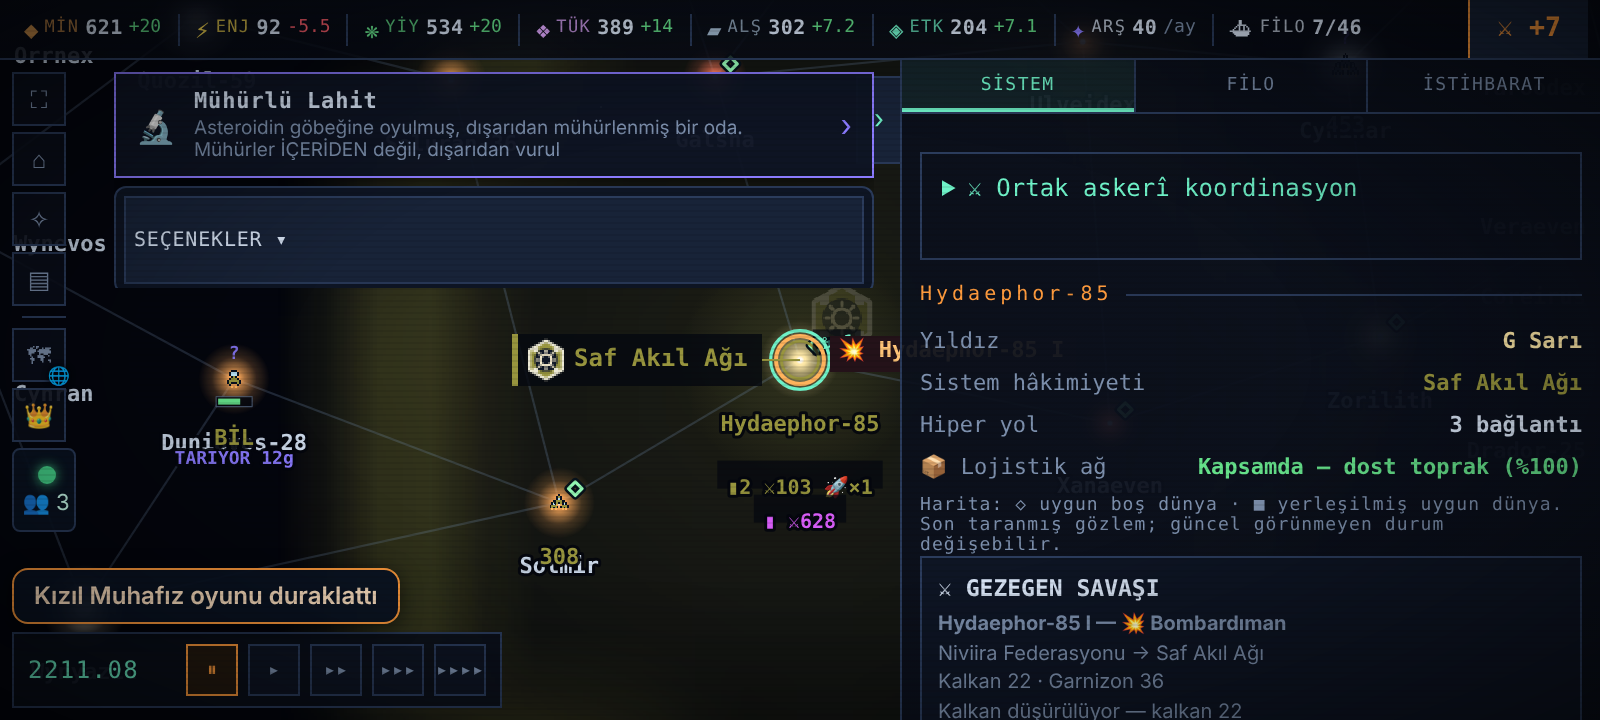 MİN 621 +20 ENJ 92 -5.5 YİY 534 +20 TÜK 389 +14 ALŞ 302 +7.2 ETK 204 +7.1 ARŞ 40 /ay FİLO 7/46 +7
Orrnex
SİSTEM FİLO İSTİHBARAT
Mühürlü Lahit
Asteroidin göbeğine oyulmuş, dışarıdan mühürlenmiş bir oda.
Mühürler İÇERİDEN değil, dışarıdan vurul
SEÇENEKLER ▾
Wynevos
▶ ⚔ Ortak askerî koordinasyon
Hydaephor-85
Yıldız G Sarı
Sistem hâkimiyeti Saf Akıl Ağı
Hiper yol 3 bağlantı
📦 Lojistik ağ Kapsamda — dost toprak (%100)
Harita: ◇ uygun boş dünya · ■ yerleşilmiş uygun dünya.
Son taranmış gözlem; güncel görünmeyen durum
değişebilir.
⚔ GEZEGEN SAVAŞI
Hydaephor-85 I — 💥 Bombardıman
Niviira Federasyonu → Saf Akıl Ağı
Kalkan 22 · Garnizon 36
Kalkan düşürülüyor — kalkan 22
Saf Akıl Ağı
💥 Hydaephor-85 I
Hydaephor-85
▮2 ⚔103 🚀×1
▮ ⚔628
?
BİL
TARIYOR 12g
308
Solmir
👥 3
Kızıl Muhafız oyunu duraklattı
2211.08